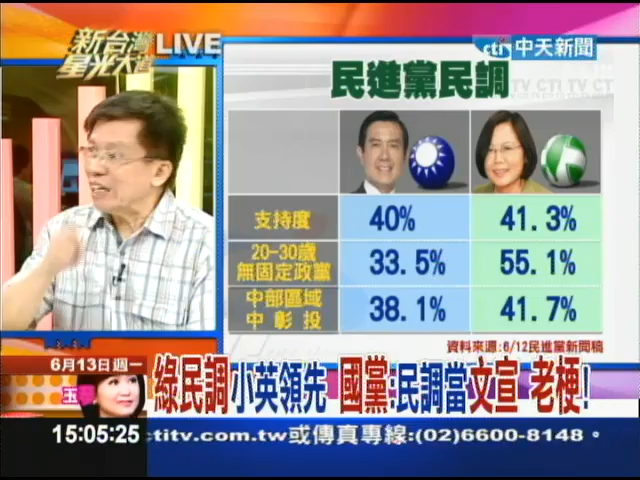 新台灣
星光大道
LIVE
cti 中天新聞
民進黨民調
支持度 40% 41.3%
20-30歲
無固定政黨 33.5% 55.1%
中部區域
中彰投 38.1% 41.7%
資料來源:6/12民進黨新聞稿
6月13日週一
綠民調小英領先 國黨:民調當文宣 老梗!
15:05:25
ctitv.com.tw或傳真專線:(02)6600-8148。